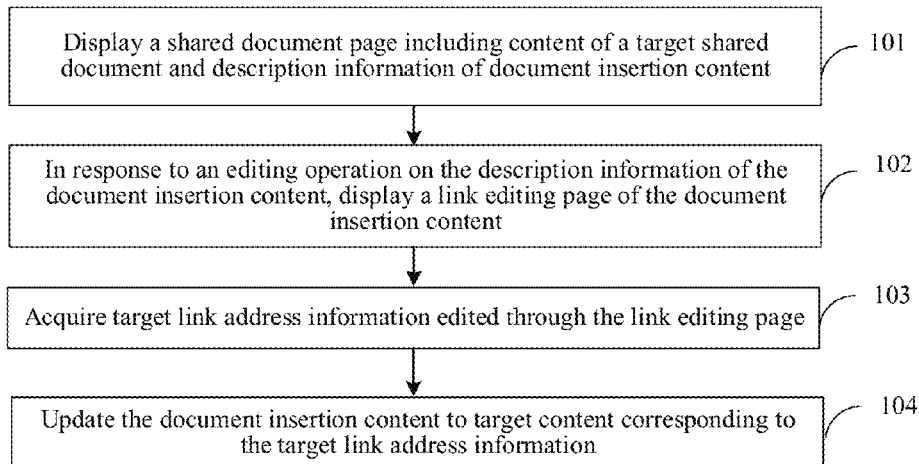 Display a shared document page including content of a target shared
document and description information of document insertion content
101
In response to an editing operation on the description information of the
document insertion content, display a link editing page of the document
insertion content
102
Acquire target link address information edited through the link editing page
103
Update the document insertion content to target content corresponding to
the target link address information
104